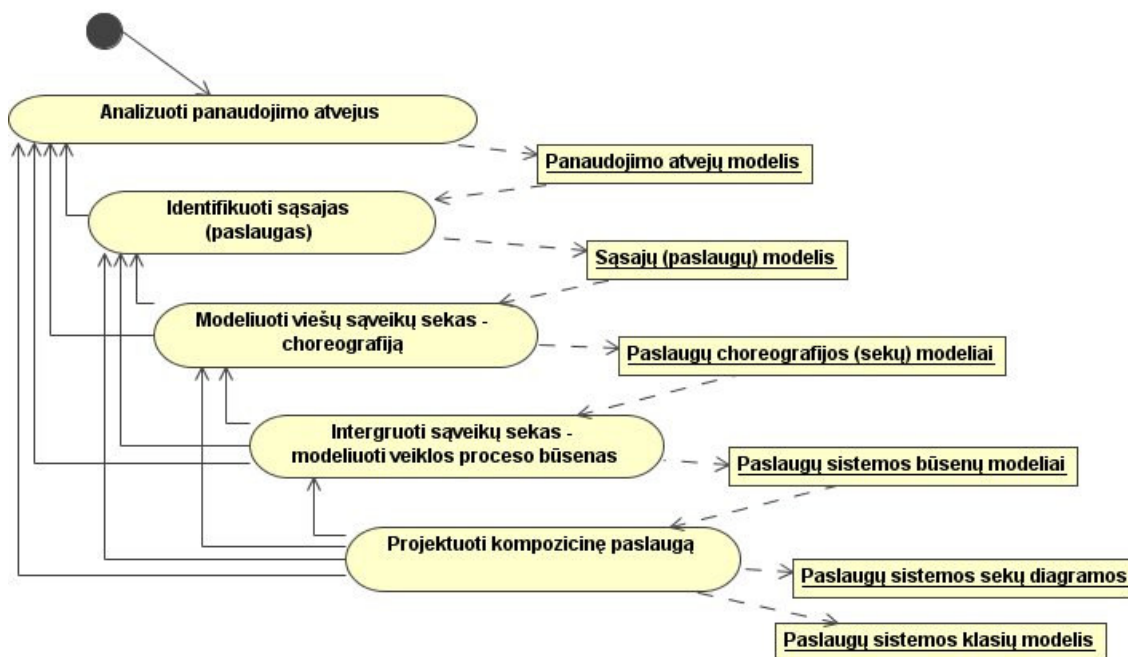 Analizuoti panaudojimo atvejus
Panaudojimo atvejų modelis
Identifikuoti sąsajas
(paslaugas)
Sąsajų (paslaugų) modelis
Modeliuoti viešų sąveikų sekas -
choreografiją
Paslaugų choreografijos (sekų) modeliai
Intergruoti sąveikų sekas -
modeliuoti veiklos proceso būsenas
Paslaugų sistemos būsenų modeliai
Projektuoti kompozicinę paslaugą
Paslaugų sistemos sekų diagramos
Paslaugų sistemos klasių modelis